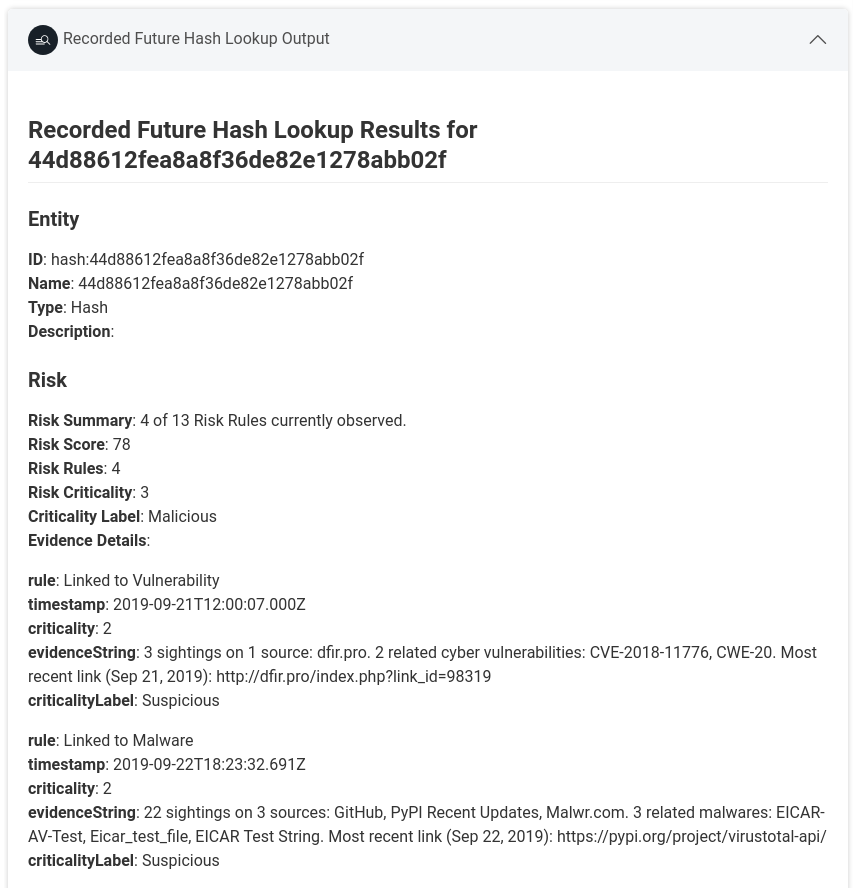 Recorded Future Hash Lookup Output
Recorded Future Hash Lookup Results for
44d88612fea8a8f36de82e1278abb02f
Entity
ID: hash:44d88612fea8a8f36de82e1278abb02f
Name: 44d88612fea8a8f36de82e1278abb02f
Type: Hash
Description:
Risk
Risk Summary: 4 of 13 Risk Rules currently observed.
Risk Score: 78
Risk Rules: 4
Risk Criticality: 3
Criticality Label: Malicious
Evidence Details:
rule: Linked to Vulnerability
timestamp: 2019-09-21T12:00:07.000Z
criticality: 2
evidenceString: 3 sightings on 1 source: dfir.pro. 2 related cyber vulnerabilities: CVE-2018-11776, CWE-20. Most
recent link (Sep 21, 2019): http://dfir.pro/index.php?link_id=98319
criticalityLabel: Suspicious
rule: Linked to Malware
timestamp: 2019-09-22T18:23:32.691Z
criticality: 2
evidenceString: 22 sightings on 3 sources: GitHub, PyPI Recent Updates, Malwr.com. 3 related malwares: EICAR-
AV-Test, Eicar_test_file, EICAR Test String. Most recent link (Sep 22, 2019): https://pypi.org/project/virustotal-api/
criticalityLabel: Suspicious